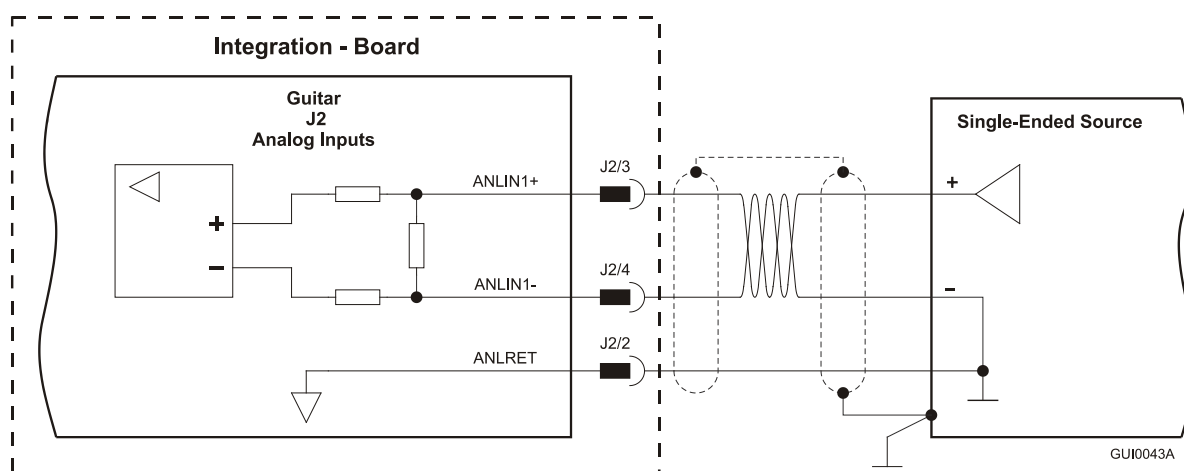 Integration - Board
Guitar
J2
Analog Inputs
Single-Ended Source
J2/3
ANLIN1+
+
+
−
J2/4
ANLIN1-
−
J2/2
ANLRET
GUI0043A